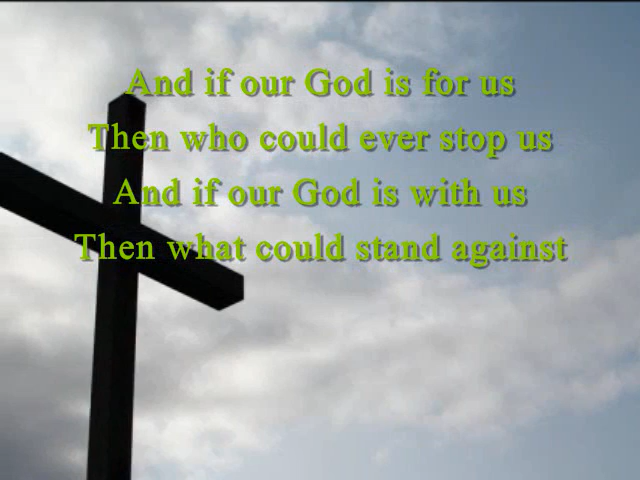 And if our God is for us
Then who could ever stop us
And if our God is with us
Then what could stand against